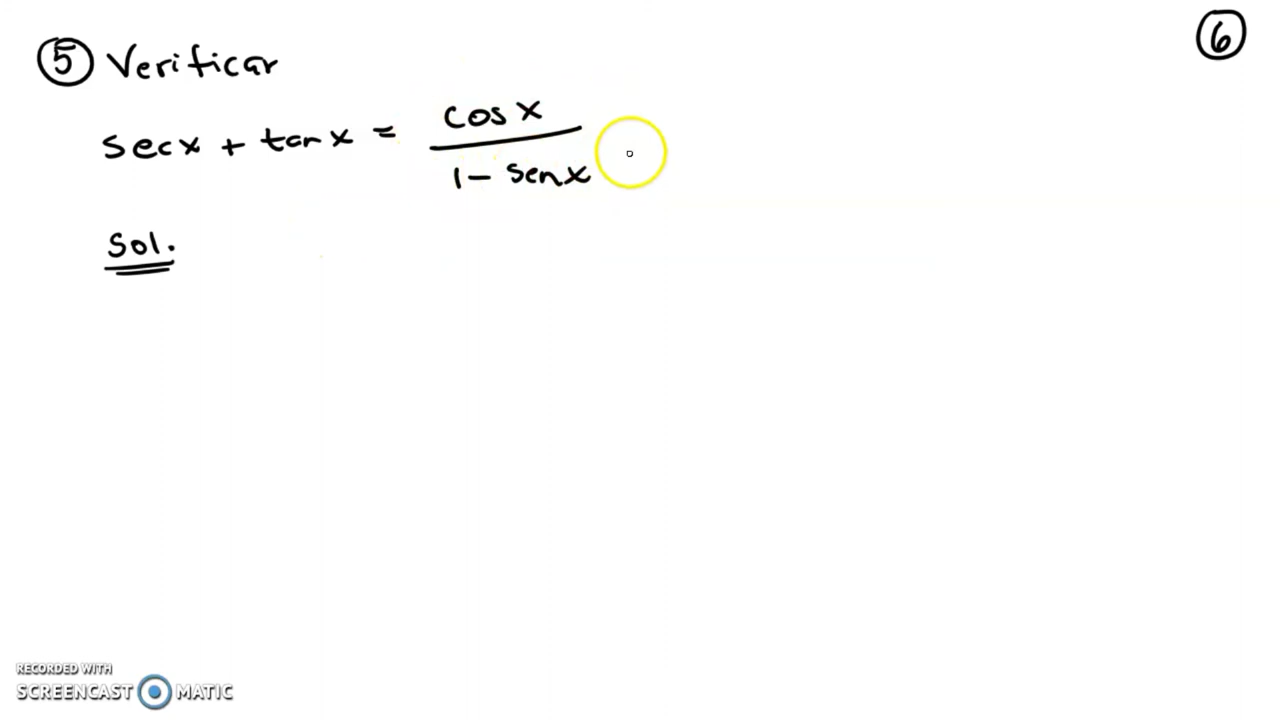 ⑤ Verificar
⑥
sec x + tan x = cos x / 1 - sen x
Sol.
RECORDED WITH
SCREENCAST MATIC